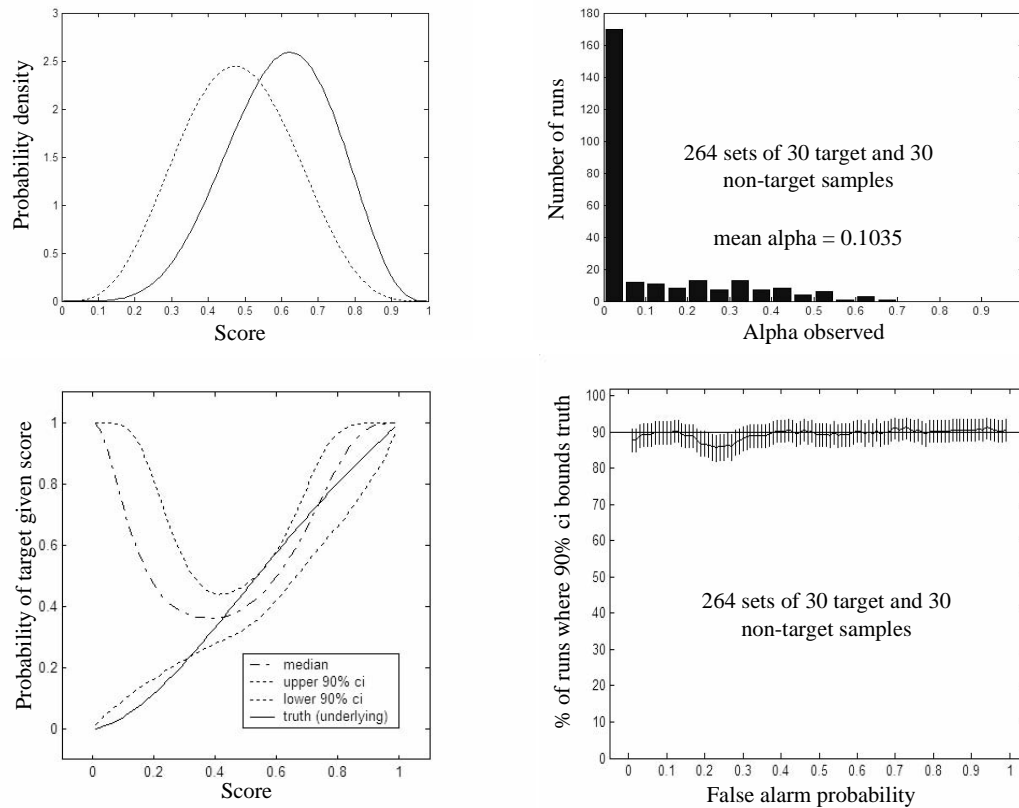 Probability density
3
2.5
2
1.5
1
0.5
0
0 0.1 0.2 0.3 0.4 0.5 0.6 0.7 0.8 0.9 1
Score
Number of runs
180
160
140
120
100
80
60
40
20
0
264 sets of 30 target and 30
non-target samples
mean alpha = 0.1035
0 0.1 0.2 0.3 0.4 0.5 0.6 0.7 0.8 0.9
Alpha observed
Probability of target given score
1
0.8
0.6
0.4
0.2
0
median
upper 90% ci
lower 90% ci
truth (underlying)
0 0.2 0.4 0.6 0.8 1
Score
% of runs where 90% ci bounds truth
100
90
80
70
60
50
40
30
20
10
0
264 sets of 30 target and 30
non-target samples
0 0.1 0.2 0.3 0.4 0.5 0.6 0.7 0.8 0.9 1
False alarm probability